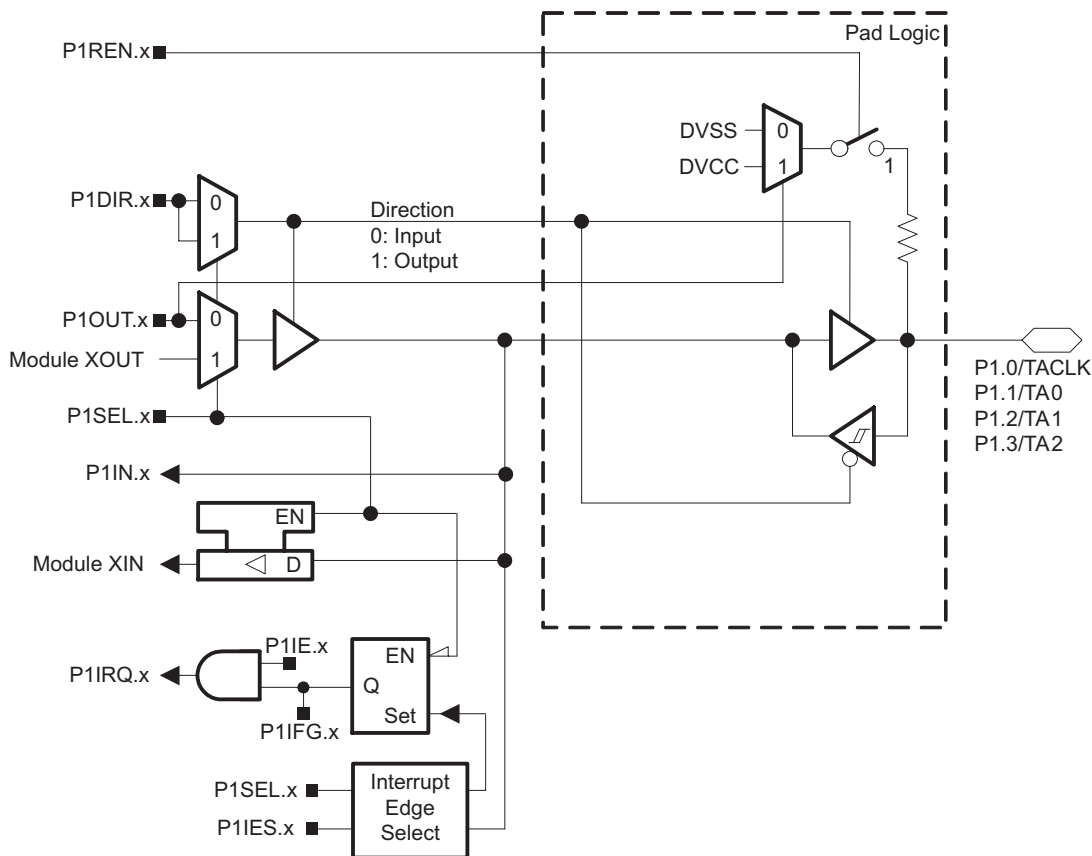 Pad Logic
P1REN.x
DVSS
0
DVCC
1
1
P1DIR.x
0
1
Direction
0: Input
1: Output
P1OUT.x
0
Module XOUT
1
P1.0/TACLK
P1.1/TA0
P1.2/TA1
P1.3/TA2
P1SEL.x
P1IN.x
EN
Module XIN
D
P1IE.x
EN
P1IRQ.x
Q
P1IFG.x
Set
P1SEL.x
P1IES.x
Interrupt
Edge
Select